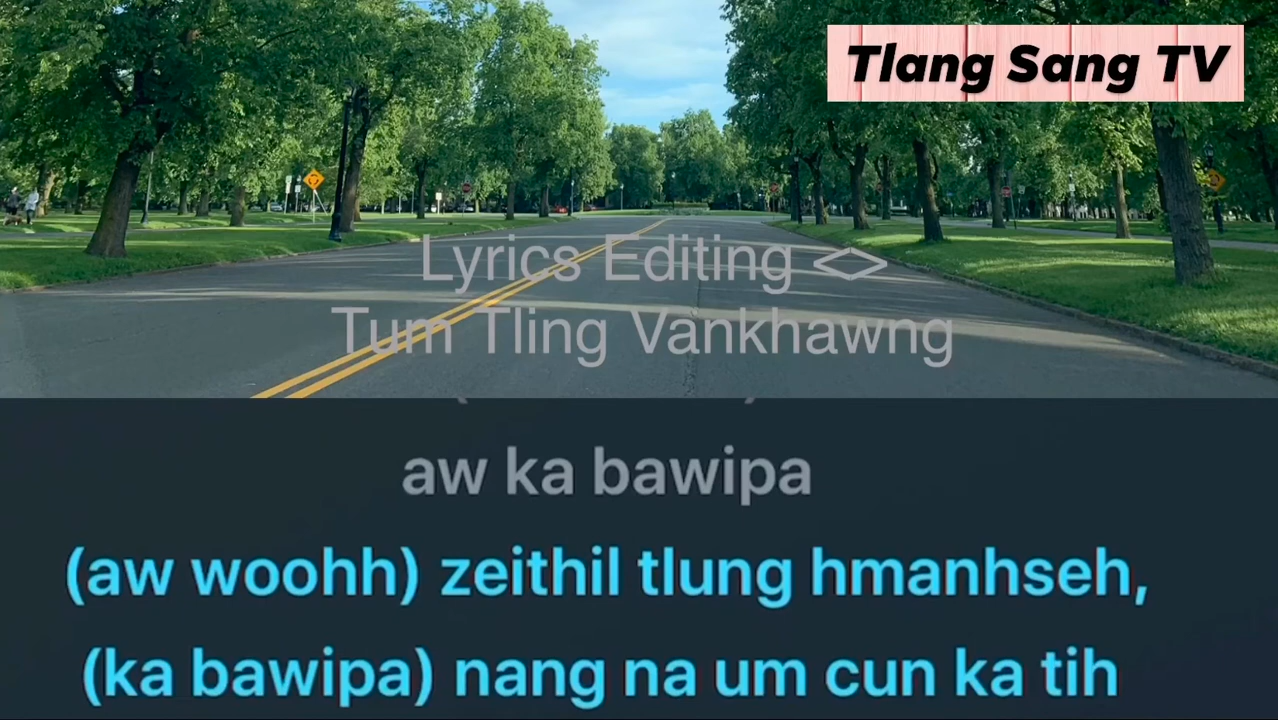 Tlang Sang TV
Lyrics Editing <>
Tum Tling Vankhawng
aw ka bawipa
(aw woohh) zeithil tlung hmanhseh,
(ka bawipa) nang na um cun ka tih